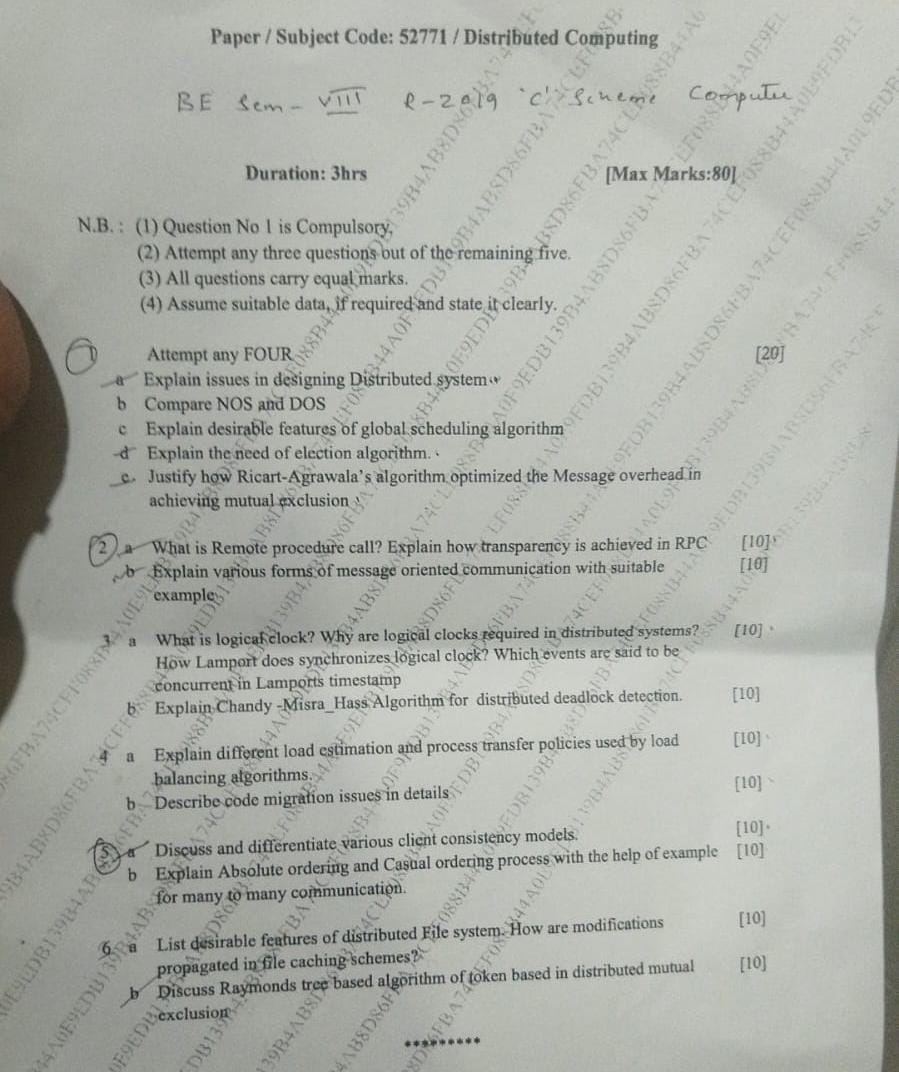 Paper / Subject Code: 52771 / Distributed Computing
BE Sem - VIII R-2019 'C' Scheme Computer
Duration: 3hrs [Max Marks:80]
N.B. : (1) Question No 1 is Compulsory.
(2) Attempt any three questions out of the remaining five.
(3) All questions carry equal marks.
(4) Assume suitable data, if required and state it clearly.
1 Attempt any FOUR [20]
a Explain issues in designing Distributed system
b Compare NOS and DOS
c Explain desirable features of global scheduling algorithm
d Explain the need of election algorithm.
e. Justify how Ricart-Agrawala's algorithm optimized the Message overhead in
achieving mutual exclusion
2 a What is Remote procedure call? Explain how transparency is achieved in RPC [10]
b Explain various forms of message oriented communication with suitable [10]
example
3 a What is logical clock? Why are logical clocks required in distributed systems? [10]
How Lamport does synchronizes logical clock? Which events are said to be
concurrent in Lamports timestamp
b Explain Chandy -Misra_Hass Algorithm for distributed deadlock detection. [10]
4 a Explain different load estimation and process transfer policies used by load [10]
balancing algorithms.
b Describe code migration issues in details [10]
5 a Discuss and differentiate various client consistency models. [10]
b Explain Absolute ordering and Casual ordering process with the help of example [10]
for many to many communication.
6 a List desirable features of distributed File system. How are modifications [10]
propagated in file caching schemes?
b Discuss Raymonds tree based algorithm of token based in distributed mutual [10]
exclusion
*********